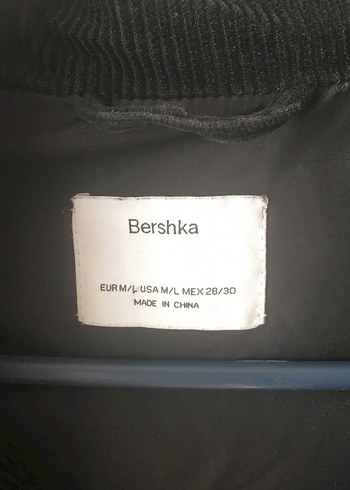 Bershka
EUR M/L USA M/L MEX 28/30
MADE IN CHINA